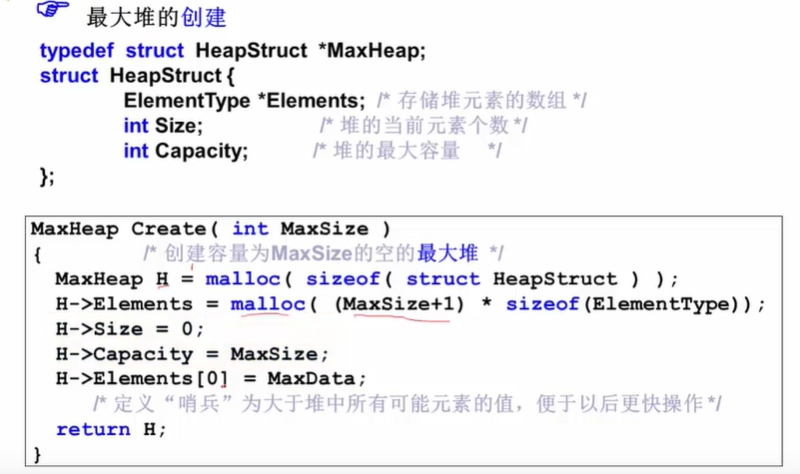 最大堆的创建
typedef struct HeapStruct *MaxHeap;
struct HeapStruct {
ElementType *Elements; /* 存储堆元素的数组 */
int Size; /* 堆的当前元素个数 */
int Capacity; /* 堆的最大容量 */
};
MaxHeap Create( int MaxSize )
{ /* 创建容量为MaxSize的空的最大堆 */
MaxHeap H = malloc( sizeof( struct HeapStruct ) );
H->Elements = malloc( (MaxSize+1) * sizeof(ElementType));
H->Size = 0;
H->Capacity = MaxSize;
H->Elements[0] = MaxData;
/* 定义“哨兵”为大于堆中所有可能元素的值，便于以后更快操作 */
return H;
}